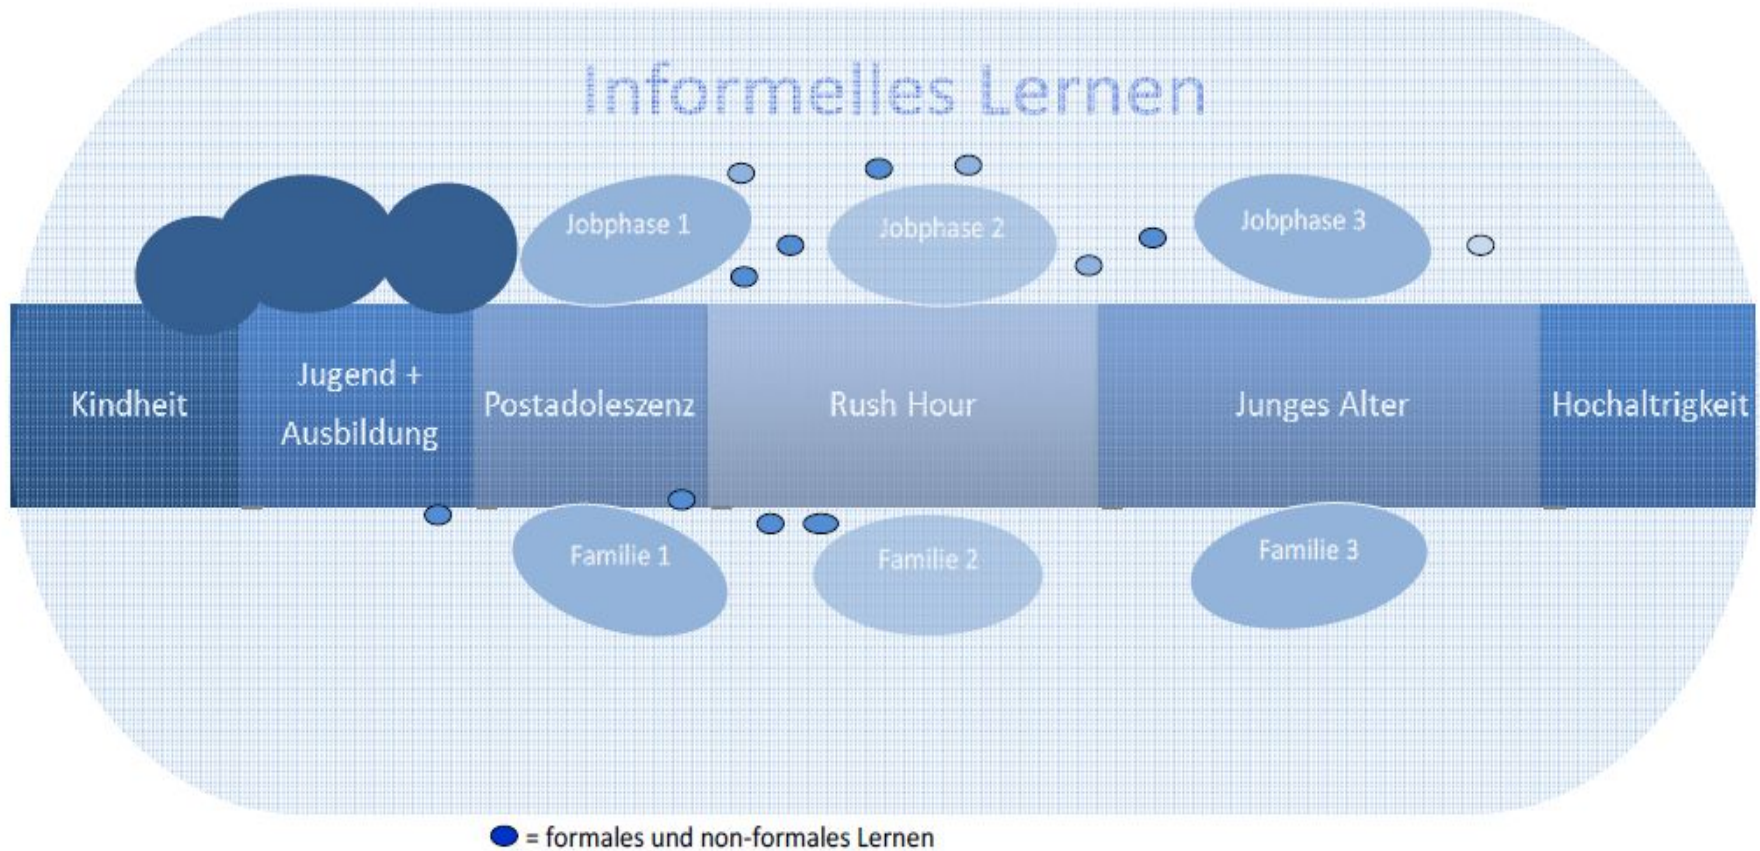 Informelles Lernen
Jobphase 1
Jobphase 2
Jobphase 3
Kindheit
Jugend +
Ausbildung
Postadoleszenz
Rush Hour
Junges Alter
Hochaltrigkeit
Familie 1
Familie 2
Familie 3
= formales und non-formales Lernen